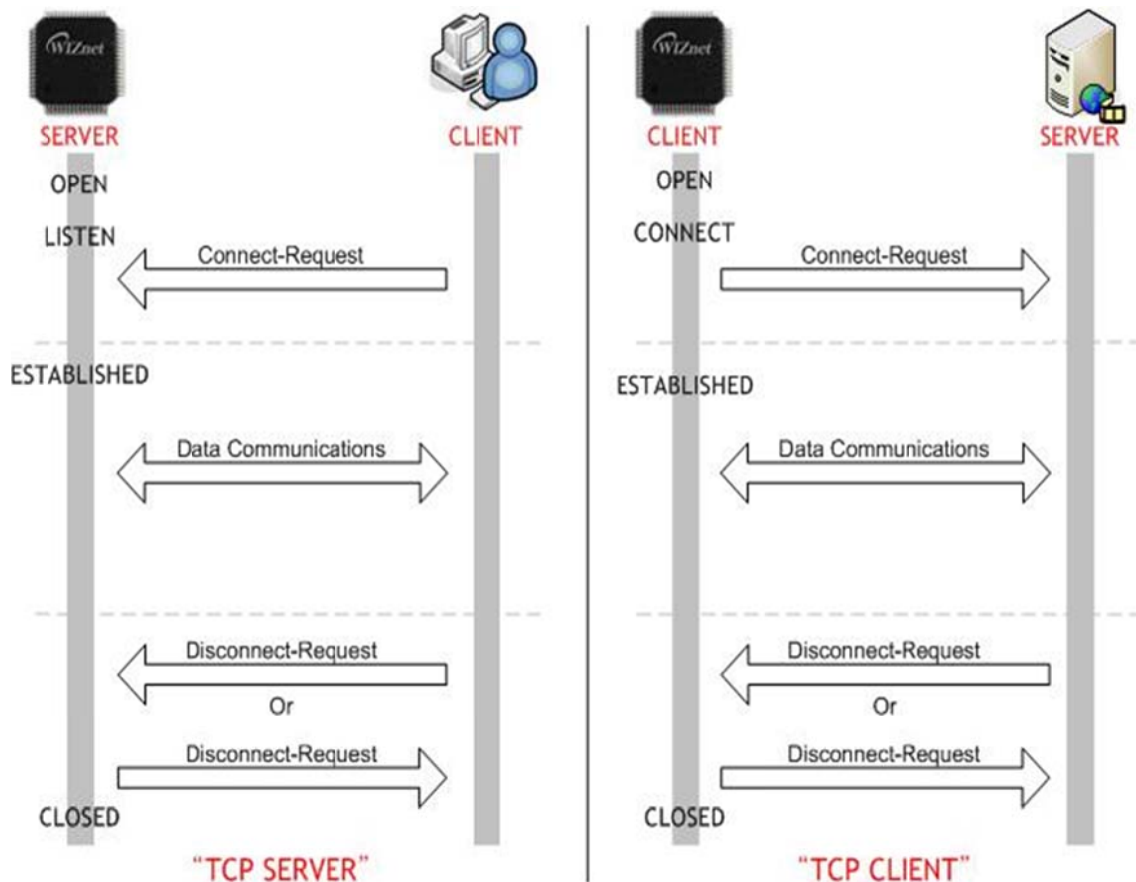 WIZnet
SERVER
CLIENT
OPEN
LISTEN
Connect-Request
ESTABLISHED
Data Communications
Disconnect-Request
Or
Disconnect-Request
CLOSED
"TCP SERVER"
WIZnet
CLIENT
SERVER
OPEN
CONNECT
Connect-Request
ESTABLISHED
Data Communications
Disconnect-Request
Or
Disconnect-Request
CLOSED
"TCP CLIENT"